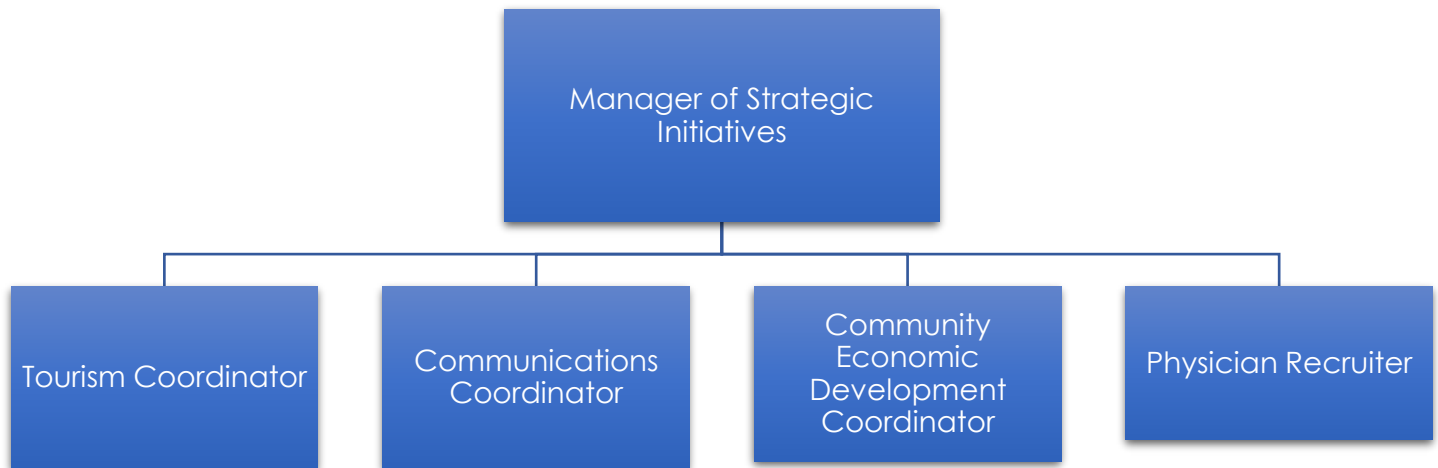 Manager of Strategic
Initiatives
Tourism Coordinator
Communications
Coordinator
Community
Economic
Development
Coordinator
Physician Recruiter